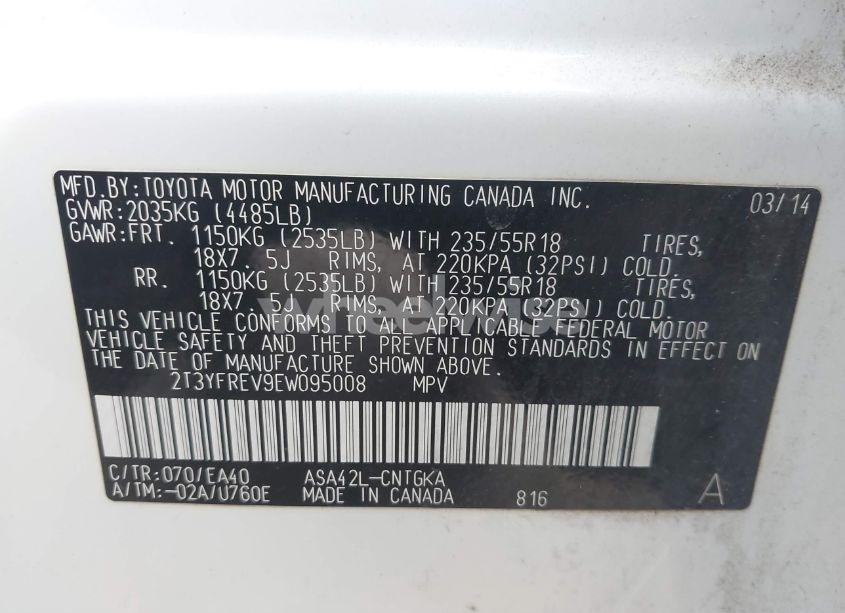 MFD.BY:TOYOTA MOTOR MANUFACTURING CANADA INC. 03/14
GVWR:2035KG (4485LB)
GAWR:FRT. 1150KG (2535LB) WITH 235/55R18 TIRES,
18X7. 5J RIMS, AT 220KPA (32PSI) COLD.
RR. 1150KG (2535LB) WITH 235/55R18 TIRES,
18X7. 5J RIMS, AT 220KPA (32PSI) COLD.
wheelwise
THIS VEHICLE CONFORMS TO ALL APPLICABLE FEDERAL MOTOR
VEHICLE SAFETY AND THEFT PREVENTION STANDARDS IN EFFECT ON
THE DATE OF MANUFACTURE SHOWN ABOVE.
2T3YFREV9EW095008 MPV
C/TR:070/EA40 ASA42L-CNTGKA
A/TM:-02A/U760E MADE IN CANADA 816 A